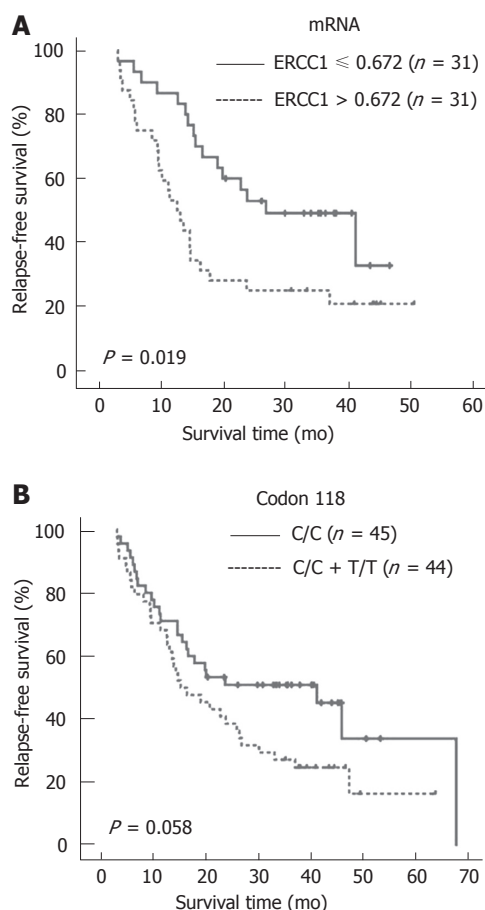 A
mRNA
ERCC1 ≤ 0.672 (n = 31)
ERCC1 > 0.672 (n = 31)
Relapse-free survival (%)
100
80
60
40
20
0
P = 0.019
0 10 20 30 40 50 60
Survival time (mo)
B
Codon 118
C/C (n = 45)
C/C + T/T (n = 44)
Relapse-free survival (%)
100
80
60
40
20
0
P = 0.058
0 10 20 30 40 50 60 70
Survival time (mo)